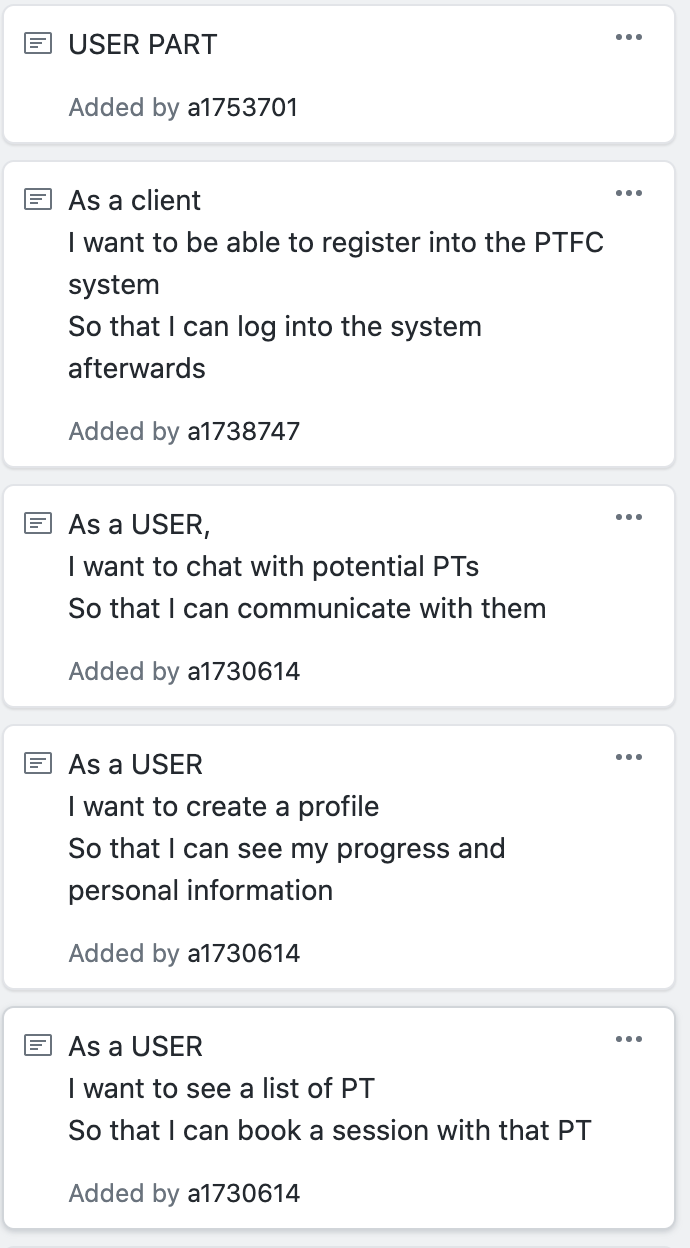 USER PART
Added by a1753701
As a client
I want to be able to register into the PTFC
system
So that I can log into the system
afterwards
Added by a1738747
As a USER,
I want to chat with potential PTs
So that I can communicate with them
Added by a1730614
As a USER
I want to create a profile
So that I can see my progress and
personal information
Added by a1730614
As a USER
I want to see a list of PT
So that I can book a session with that PT
Added by a1730614